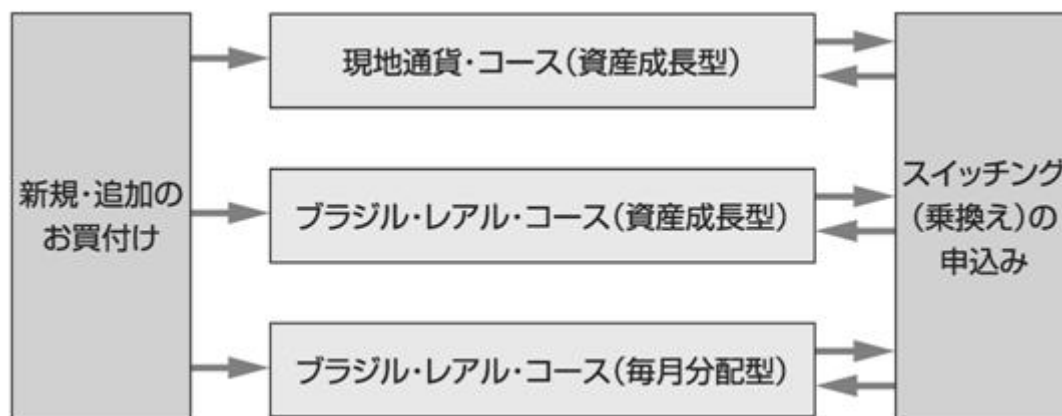 新規・追加の
お買付け
現地通貨・コース(資産成長型)
ブラジル・レアル・コース(資産成長型)
ブラジル・レアル・コース(毎月分配型)
スイッチング
(乗換え)の
申込み